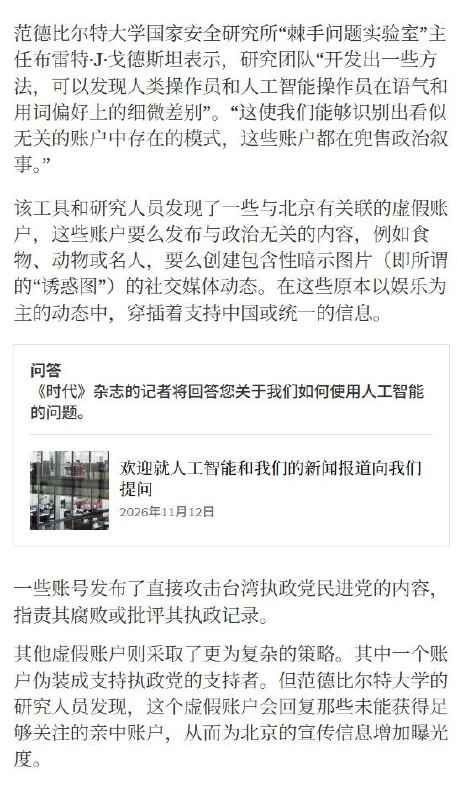 范德比尔特大学国家安全研究所“棘手问题实验室”主
任布雷特·J·戈德斯坦表示，研究团队“开发出一些方
法，可以发现人类操作员和人工智能操作员在语气和
用词偏好上的细微差别”。“这使我们能够识别出看似
无关的账户中存在的模式，这些账户都在兜售政治叙
事。”
该工具和研究人员发现了一些与北京有关联的虚假账
户，这些账户要么发布与政治无关的内容，例如食
物、动物或名人，要么创建包含性暗示图片（即所谓
的“诱惑图”）的社交媒体动态。在这些原本以娱乐为
主的动态中，穿插着支持中国或统一的信息。
问答
《时代》杂志的记者将回答您关于我们如何使用人工智能
的问题。
欢迎就人工智能和我们的新闻报道向我们
提问
2026年11月12日
一些账号发布了直接攻击台湾执政党民进党的内容，
指责其腐败或批评其执政记录。
其他虚假账户则采取了更为复杂的策略。其中一个账
户伪装成支持执政党的支持者。但范德比尔特大学的
研究人员发现，这个虚假账户会回复那些未能获得足
够关注的亲中账户，从而为北京的宣传信息增加曝光
度。